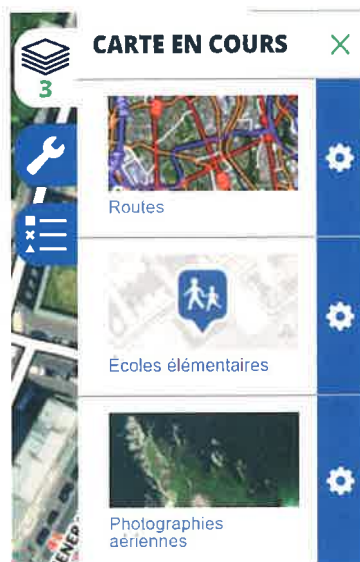 CARTE EN COURS
3
Routes
Écoles élémentaires
Photographies
aériennes